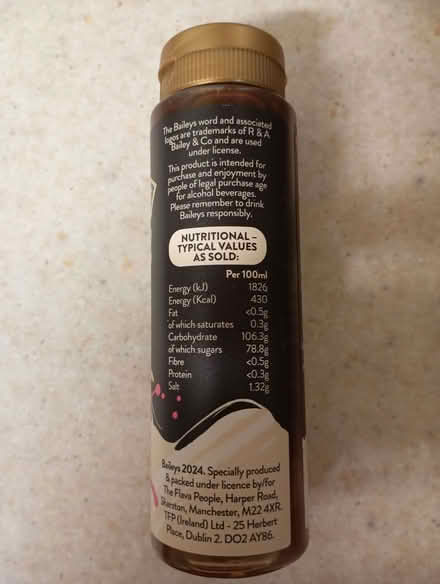 The Baileys word and associated
logos are trademarks of R & A
Bailey & Co and are used
under license.
This product is intended for
purchase and enjoyment by
people of legal purchase age
for alcohol beverages.
Please remember to drink
Baileys responsibly.
NUTRITIONAL –
TYPICAL VALUES
AS SOLD:
Per 100ml
Energy (kJ) 1826
Energy (Kcal) 430
Fat <0.5g
of which saturates 0.3g
Carbohydrate 106.3g
of which sugars 78.8g
Fibre <0.5g
Protein <0.3g
Salt 1.32g
Baileys 2024. Specially produced
& packed under licence by/for
The Flava People, Harper Road,
Sharston, Manchester, M22 4XR.
TFP (Ireland) Ltd - 25 Herbert
Place, Dublin 2. DO2 AY86.